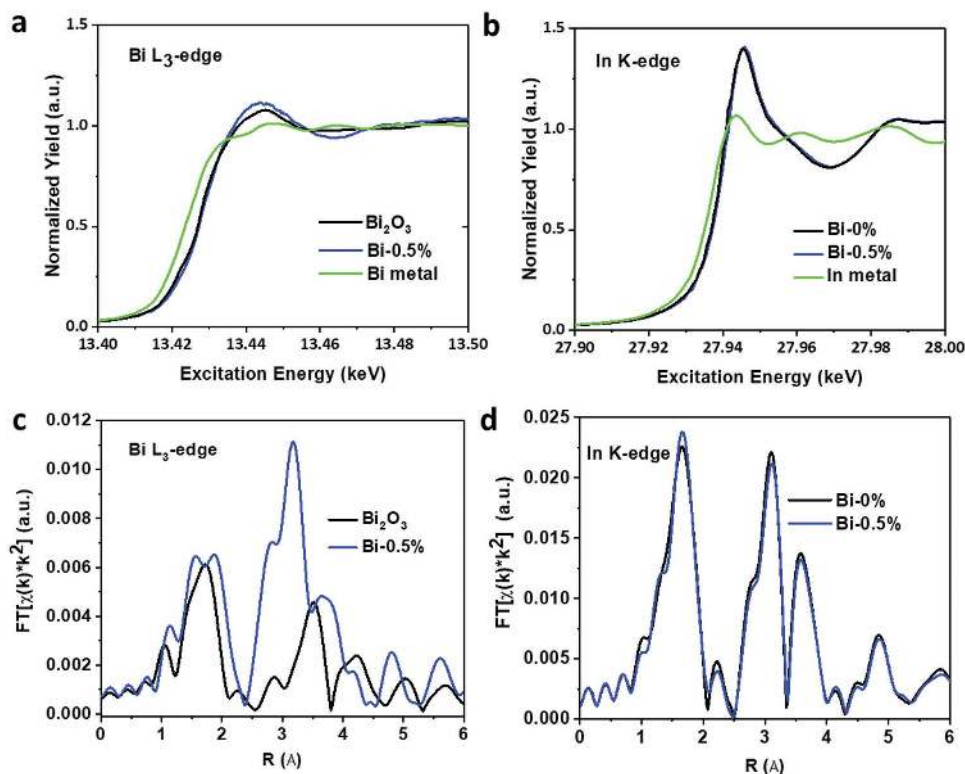 a
Bi L3-edge
Normalized Yield (a.u.)
1.5
1.0
0.5
0.0
Bi2O3
Bi-0.5%
Bi metal
13.40 13.42 13.44 13.46 13.48 13.50
Excitation Energy (keV)
b
In K-edge
Normalized Yield (a.u.)
1.5
1.0
0.5
0.0
Bi-0%
Bi-0.5%
In metal
27.90 27.92 27.94 27.96 27.98 28.00
Excitation Energy (keV)
c
Bi L3-edge
FT[χ(k)*k2] (a.u.)
0.012
0.010
0.008
0.006
0.004
0.002
0.000
Bi2O3
Bi-0.5%
0 1 2 3 4 5 6
R (Å)
d
In K-edge
FT[χ(k)*k2] (a.u.)
0.025
0.020
0.015
0.010
0.005
0.000
Bi-0%
Bi-0.5%
0 1 2 3 4 5 6
R (Å)